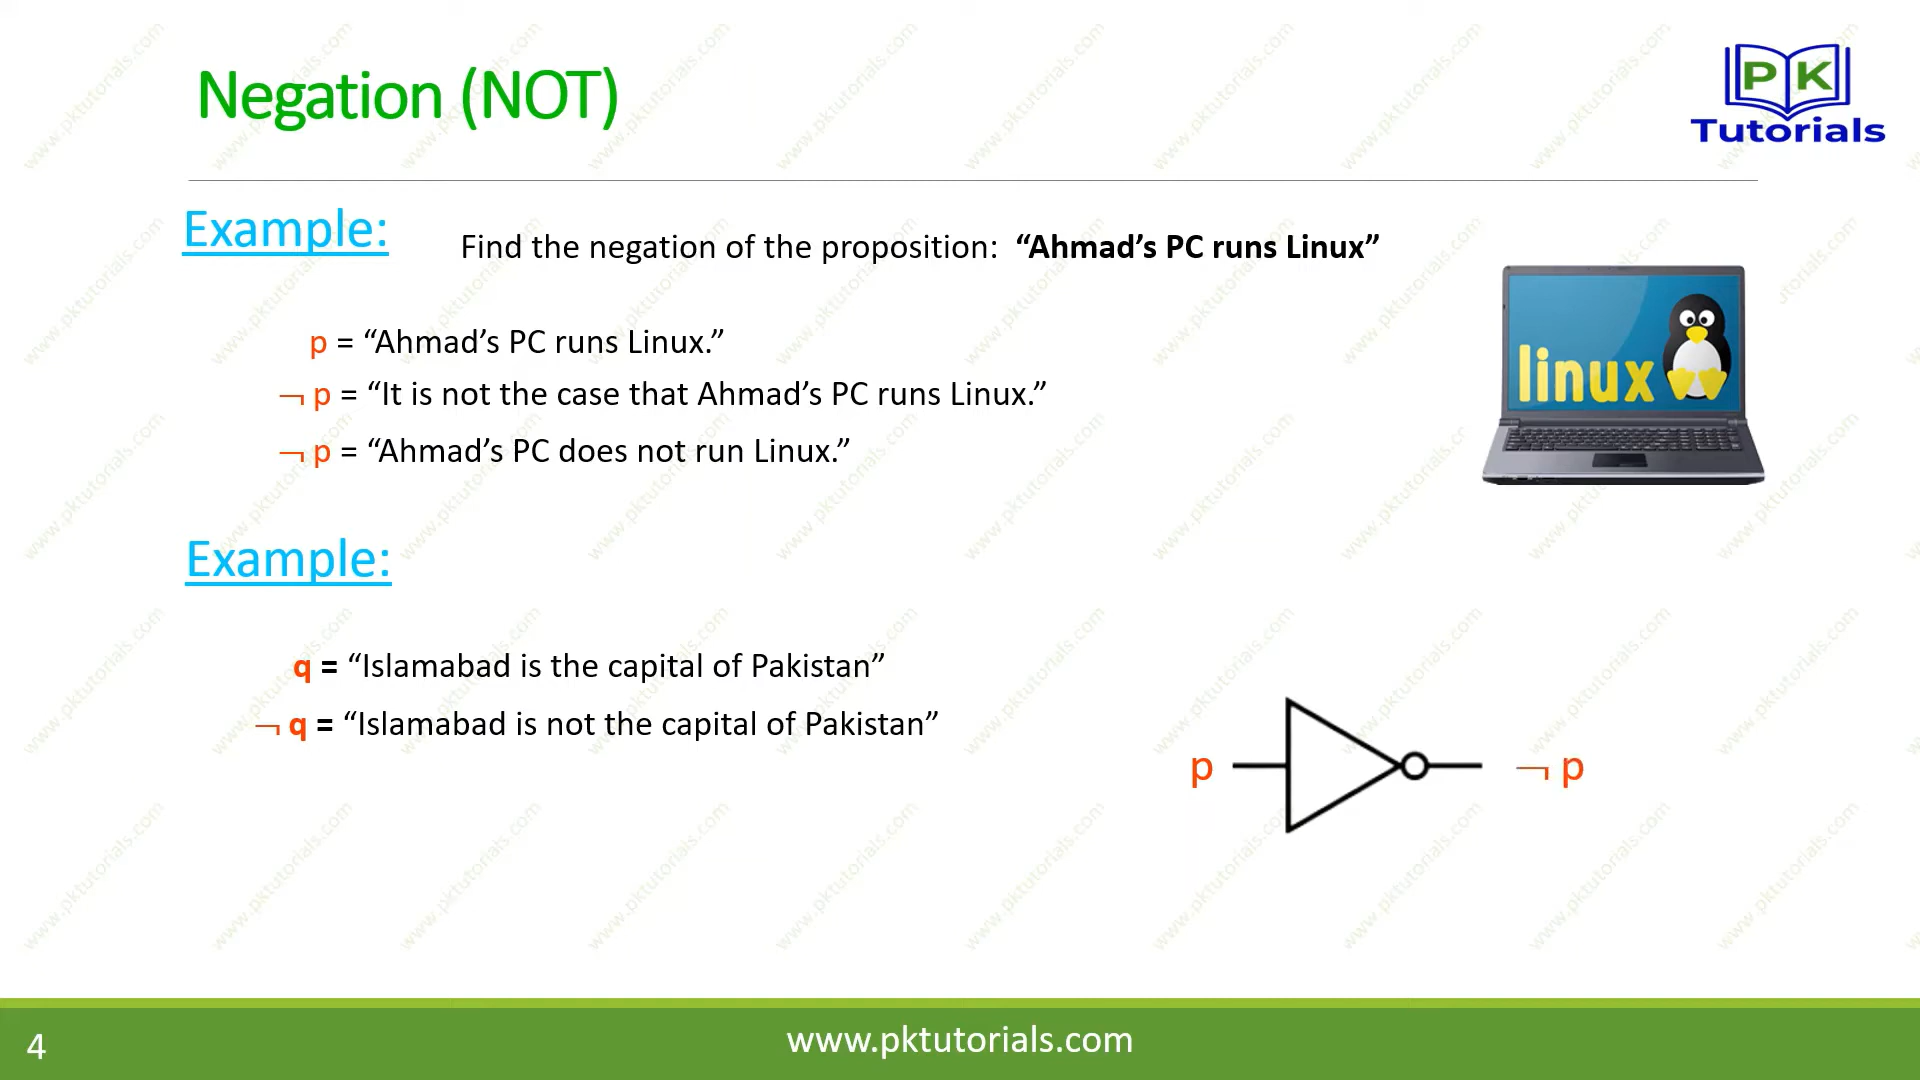 Negation (NOT)
PK
Tutorials
Example:
Find the negation of the proposition: “Ahmad’s PC runs Linux”
p = “Ahmad’s PC runs Linux.”
¬ p = “It is not the case that Ahmad’s PC runs Linux.”
¬ p = “Ahmad’s PC does not run Linux.”
linux
Example:
q = “Islamabad is the capital of Pakistan”
¬ q = “Islamabad is not the capital of Pakistan”
p
¬ p
4
www.pktutorials.com